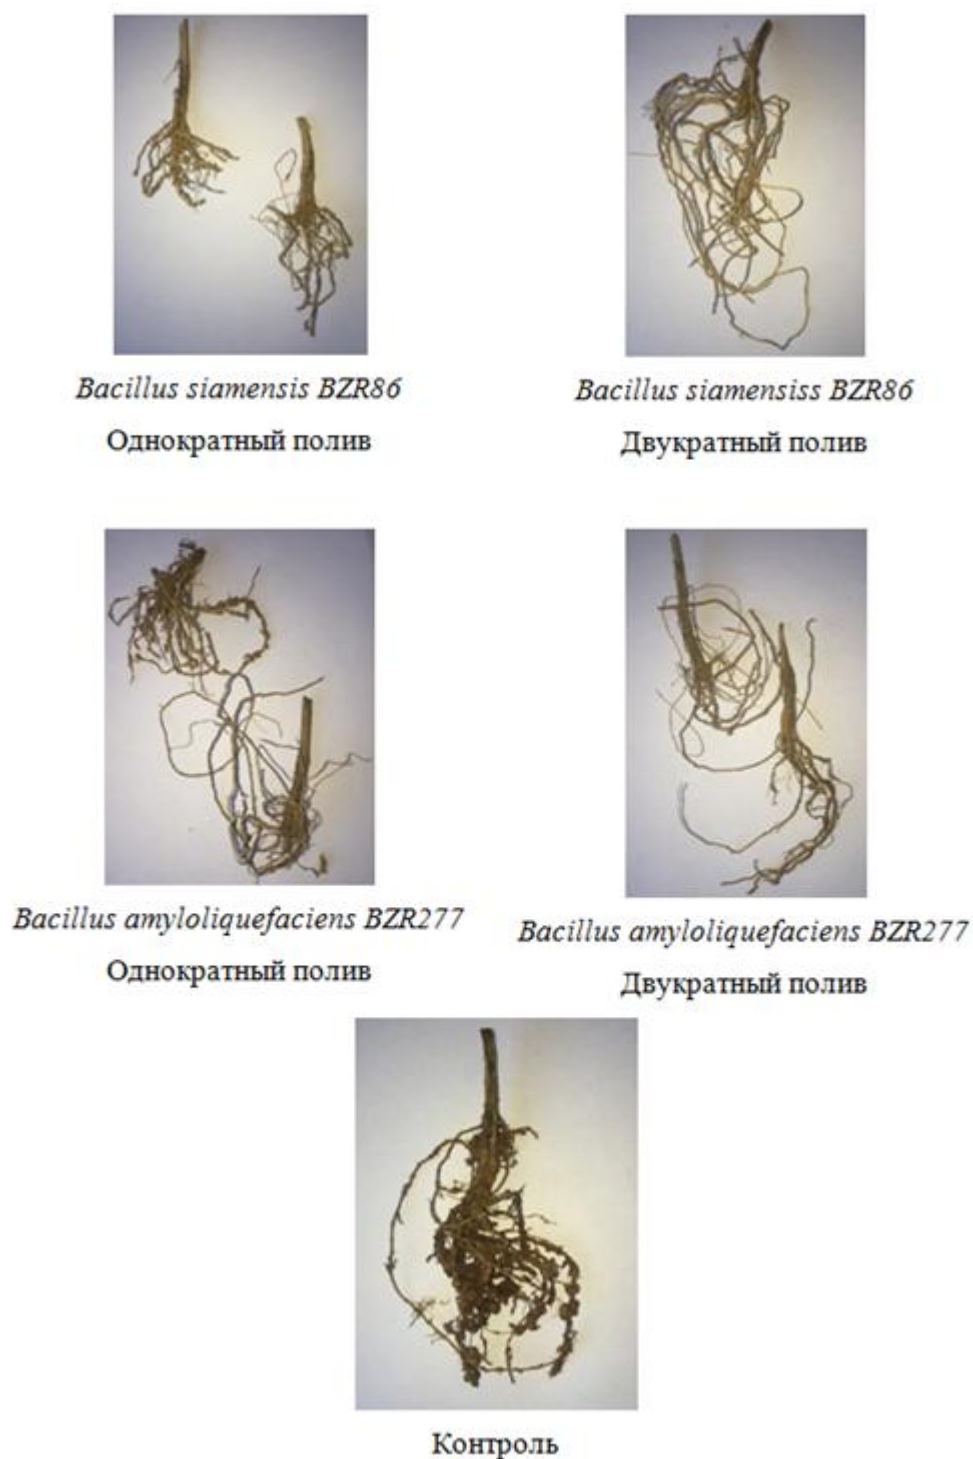 Bacillus siamensis BZR86
Однократный полив
Bacillus siamensiss BZR86
Двукратный полив
Bacillus amyloliquefaciens BZR277
Однократный полив
Bacillus amyloliquefaciens BZR277
Двукратный полив
Контроль